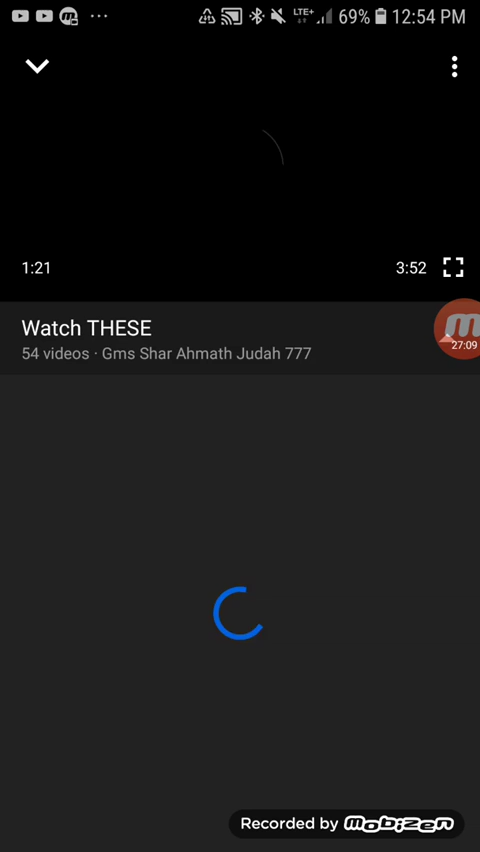 LTE+ 69% 12:54 PM
1:21 3:52
Watch THESE
54 videos · Gms Shar Ahmath Judah 777
27:09
Recorded by mobizen